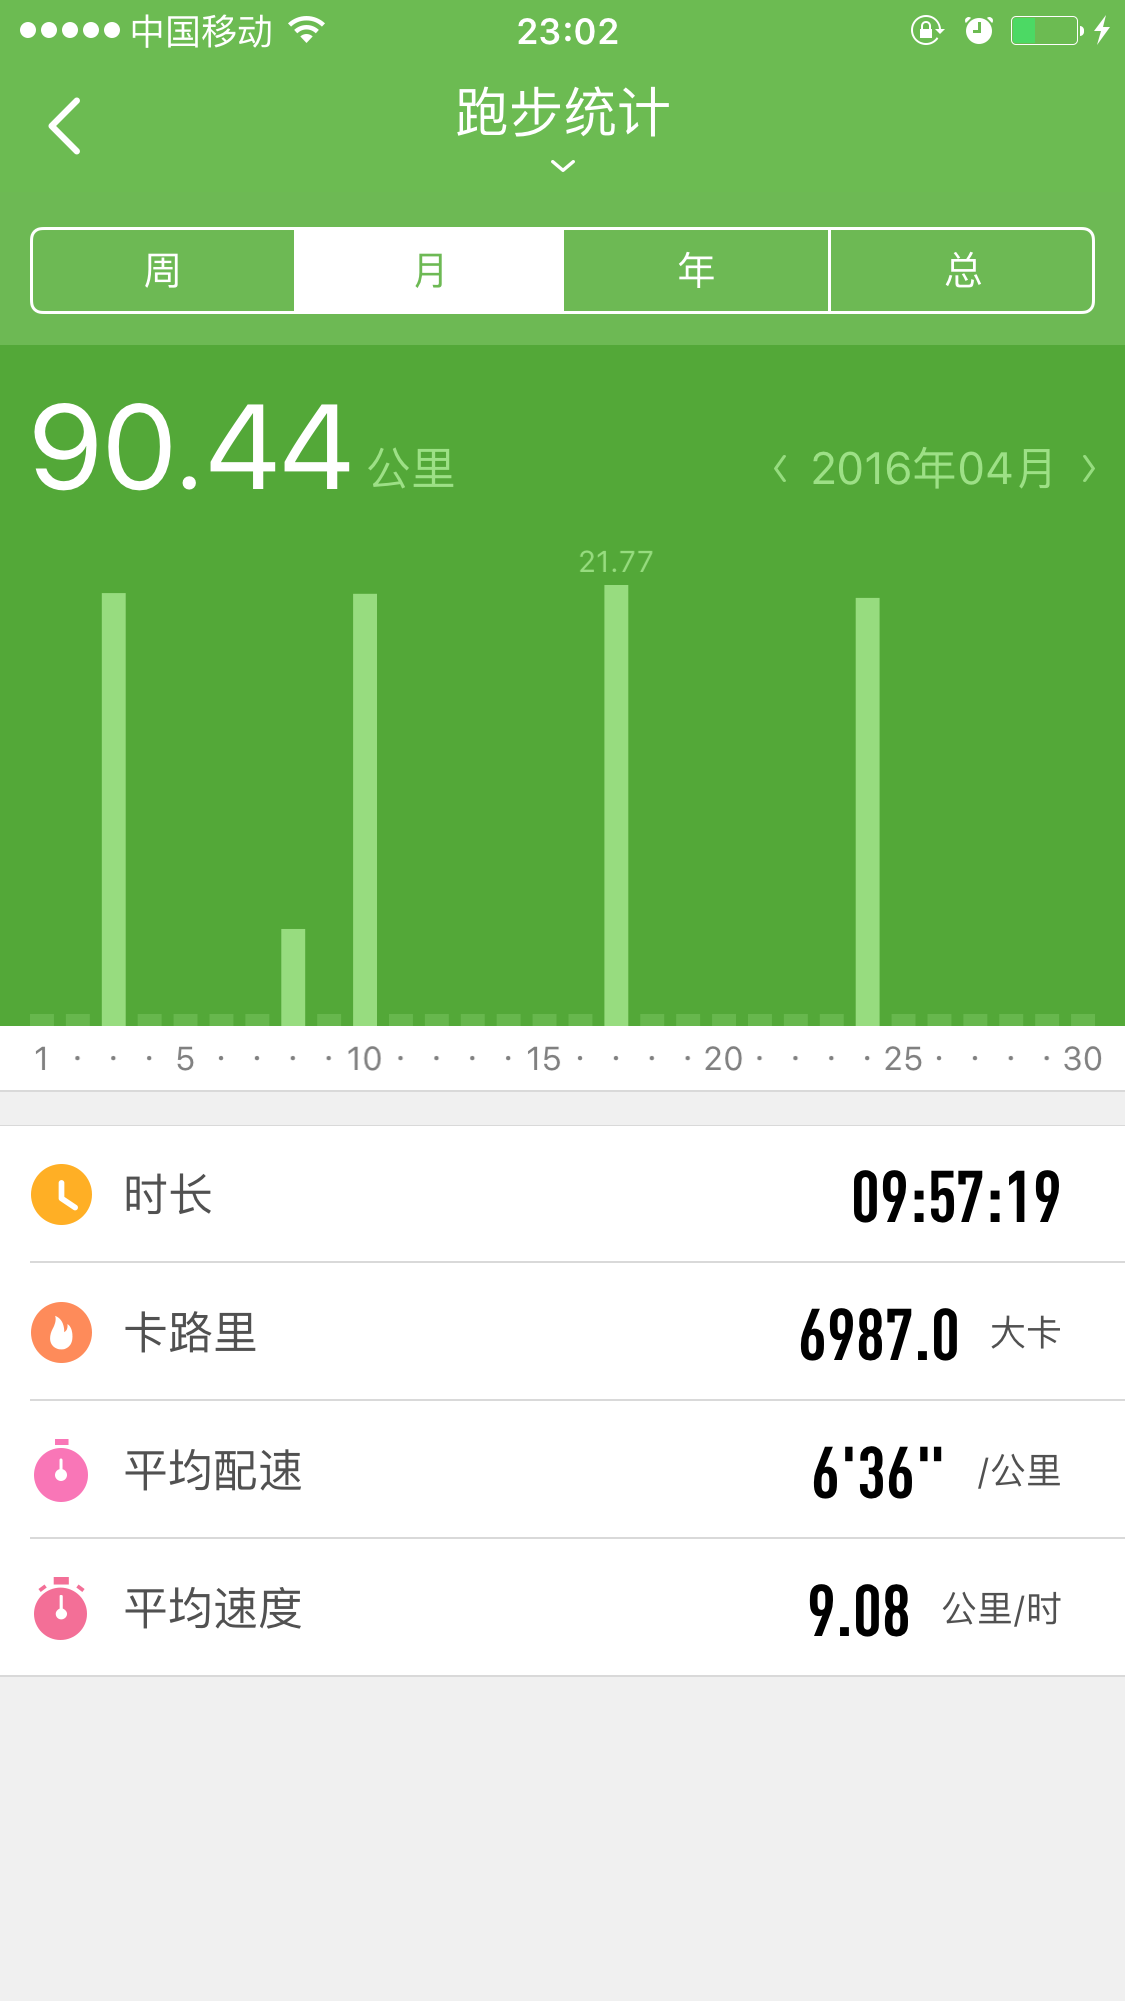 中国移动 23:02
跑步统计
周 月 年 总
90.44 公里 2016年04月
21.77
1 · · · 5 · · · · 10 · · · · 15 · · · · 20 · · · · 25 · · · · 30
时长 09:57:19
卡路里 6987.0 大卡
平均配速 6'36" /公里
平均速度 9.08 公里/时